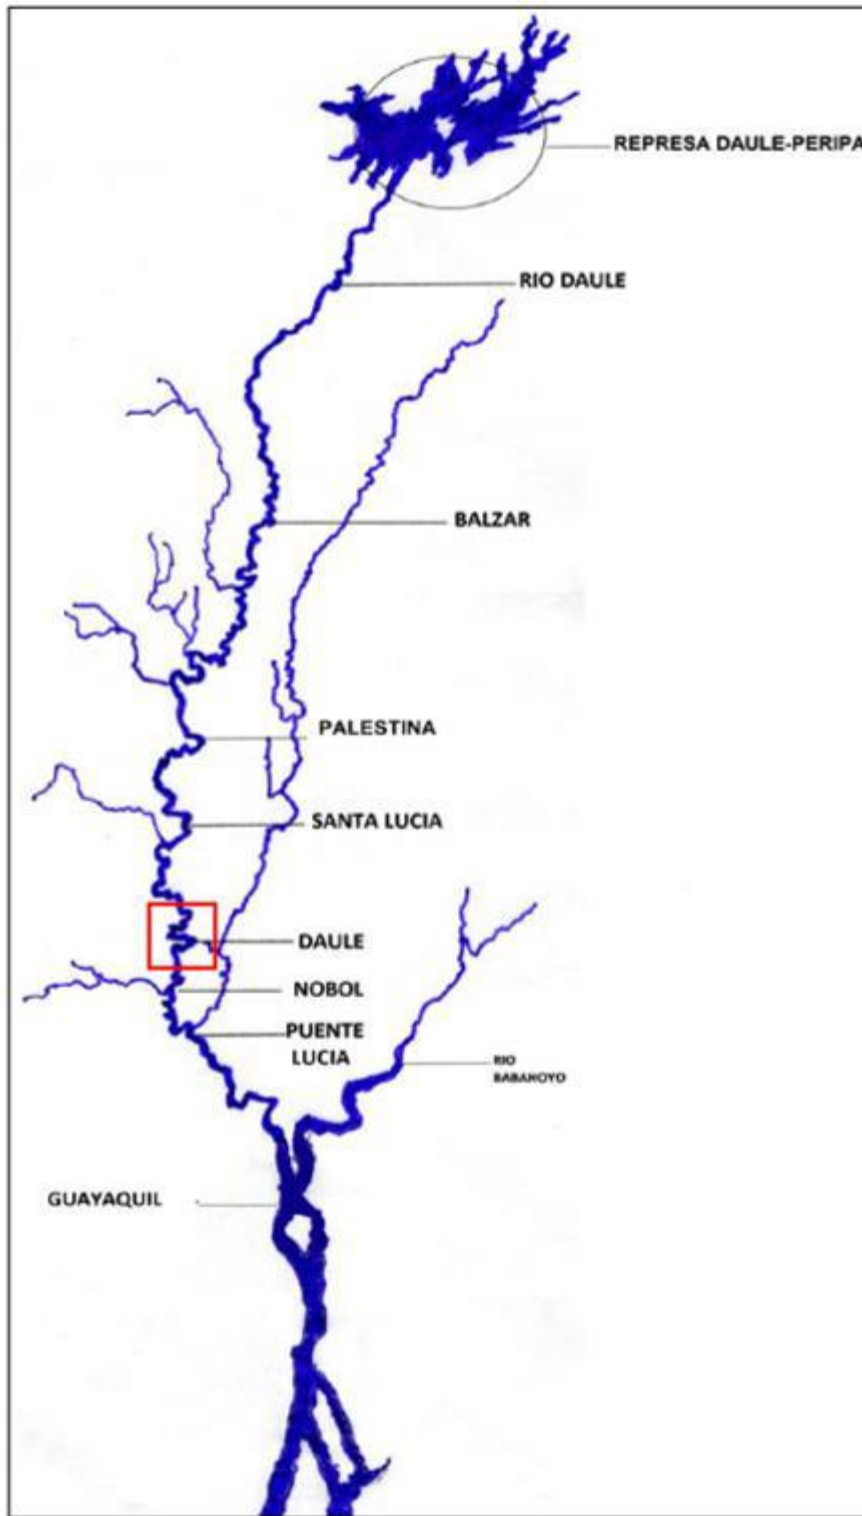 REPRESA DAULE-PERIPA
RIO DAULE
BALZAR
PALESTINA
SANTA LUCIA
DAULE
NOBOL
PUENTE
LUCIA
RIO
BABAHOYO
GUAYAQUIL